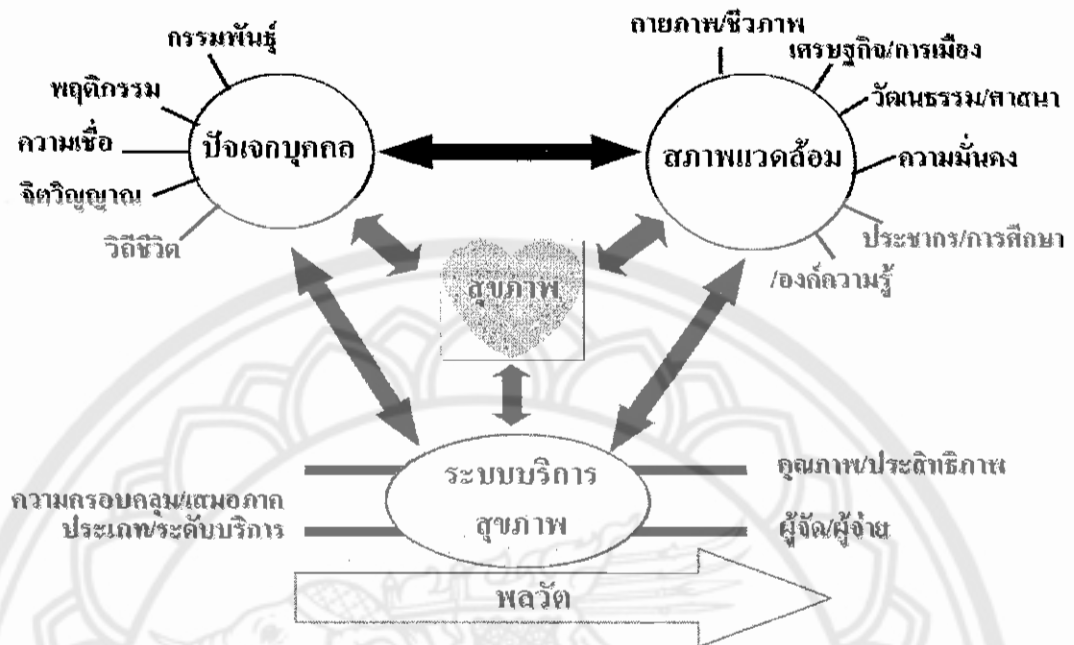 กรรมพันธุ์
พฤติกรรม
ความเชื่อ
จิตวิญญาณ
วิถีชีวิต
ปัจเจกบุคคล
กายภาพ/ชีวภาพ
เศรษฐกิจ/การเมือง
วัฒนธรรม/ศาสนา
ความมั่นคง
ประชากร/การศึกษา
/องค์ความรู้
สภาพแวดล้อม
สุขภาพ
ระบบบริการ
สุขภาพ
ความครอบคลุม/เสมอภาค
ประเภท/ระดับบริการ
คุณภาพ/ประสิทธิภาพ
ผู้จัด/ผู้จ่าย
พลวัต